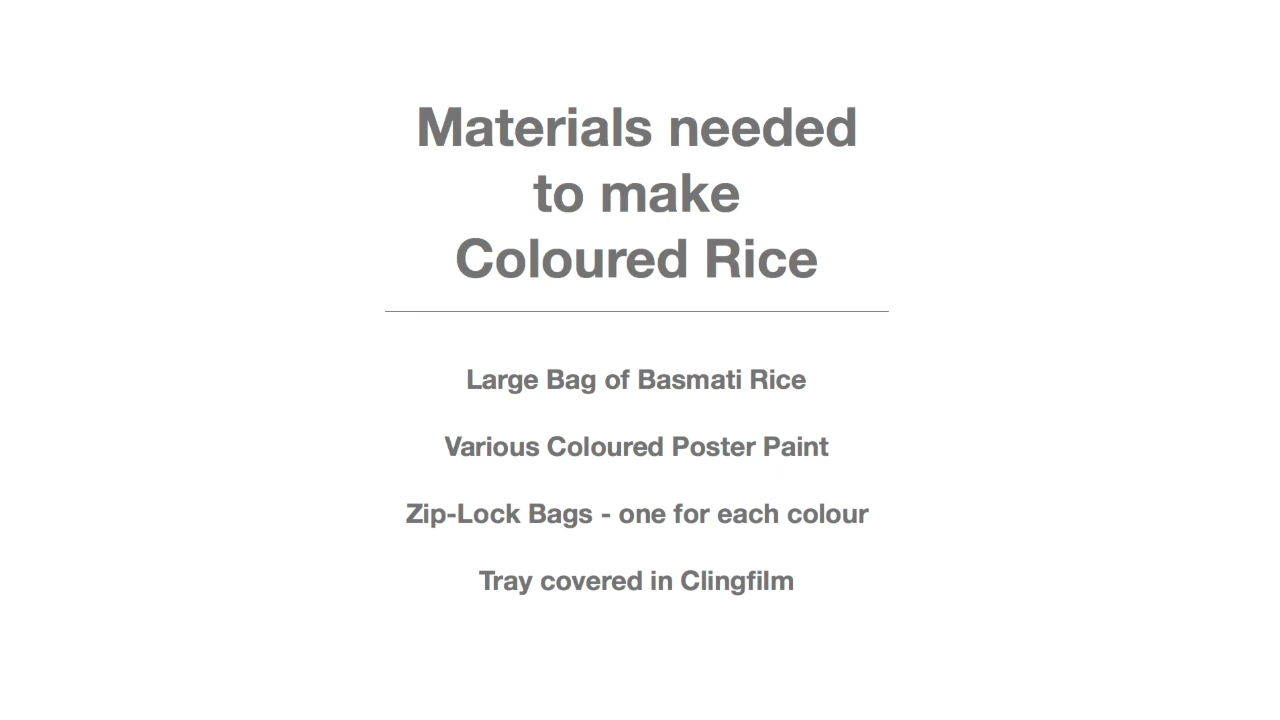 Materials needed
to make
Coloured Rice
Large Bag of Basmati Rice
Various Coloured Poster Paint
Zip-Lock Bags - one for each colour
Tray covered in Clingfilm